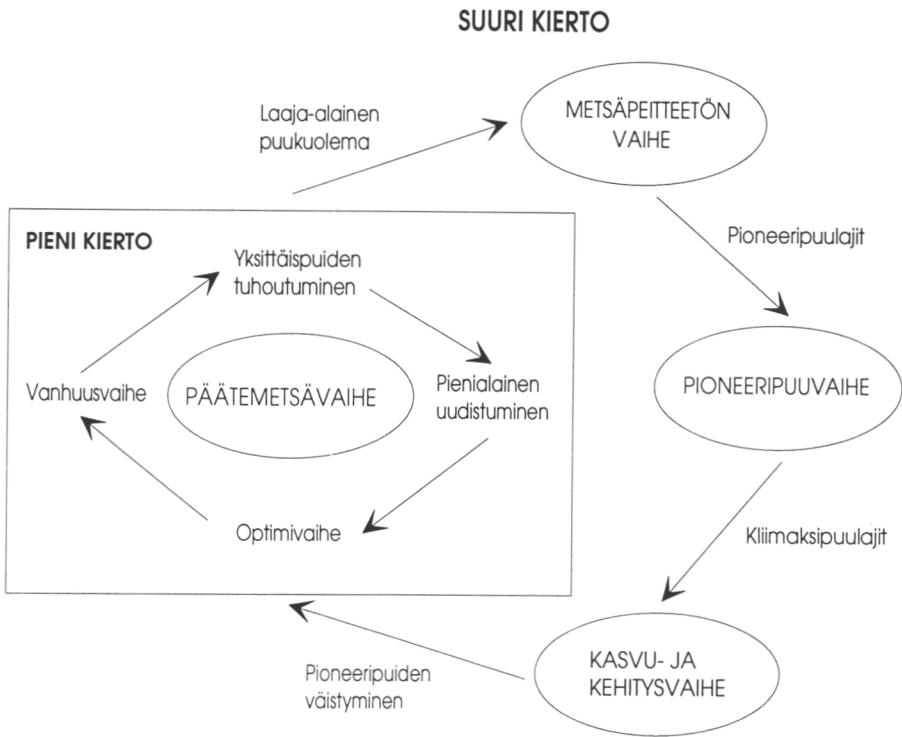 SUURI KIERTO
Laaja-alainen
puukuolema
METSÄPEITTEETÖN
VAIHE
Pioneeripuulajit
PIENI KIERTO
Yksittäispuiden
tuhoutuminen
Vanhuusvaihe
PÄÄTEMETSÄVAIHE
Pienialainen
uudistuminen
PIONEERIPUUVAIHE
Optimivaihe
Kliimaksipuulajit
Pioneeripuiden
väistyminen
KASVU- JA
KEHITYSVAIHE